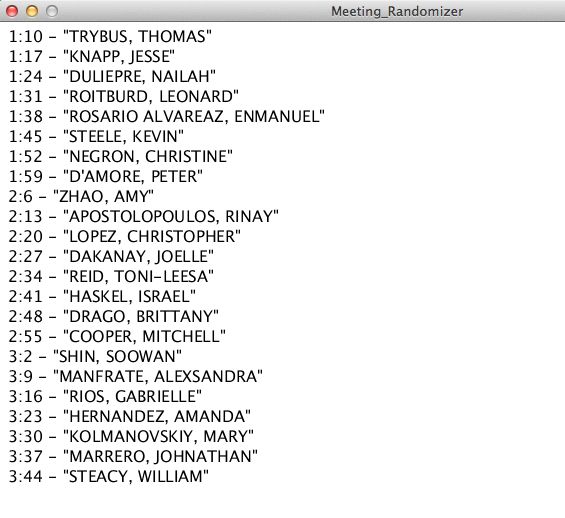 Meeting_Randomizer
1:10 – "TRYBUS, THOMAS"
1:17 – "KNAPP, JESSE"
1:24 – "DULIEPRE, NAILAH"
1:31 – "ROITBURD, LEONARD"
1:38 – "ROSARIO ALVAREAZ, ENMANUEL"
1:45 – "STEELE, KEVIN"
1:52 – "NEGRON, CHRISTINE"
1:59 – "D'AMORE, PETER"
2:6 – "ZHAO, AMY"
2:13 – "APOSTOLOPOULOS, RINAY"
2:20 – "LOPEZ, CHRISTOPHER"
2:27 – "DAKANAY, JOELLE"
2:34 – "REID, TONI-LEESA"
2:41 – "HASKEL, ISRAEL"
2:48 – "DRAGO, BRITTANY"
2:55 – "COOPER, MITCHELL"
3:2 – "SHIN, SOOWAN"
3:9 – "MANFRATE, ALEXSANDRA"
3:16 – "RIOS, GABRIELLE"
3:23 – "HERNANDEZ, AMANDA"
3:30 – "KOLMANOVSKIY, MARY"
3:37 – "MARRERO, JOHNATHAN"
3:44 – "STEACY, WILLIAM"